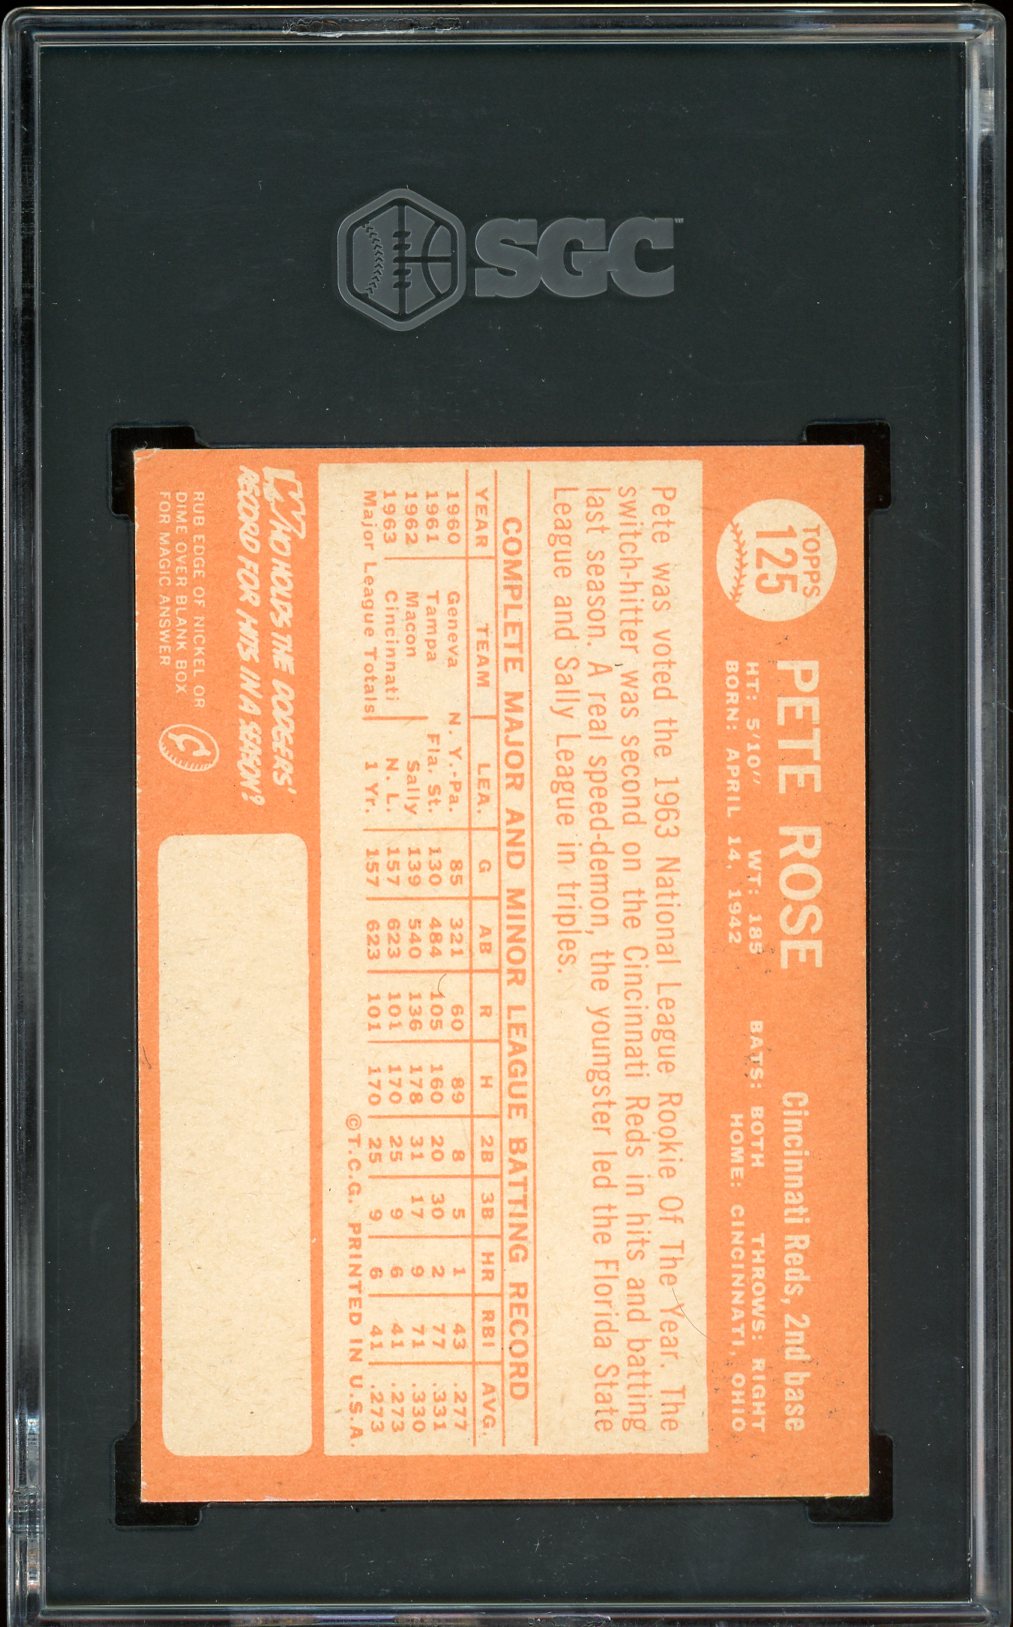 SGC
TOPPS
125
PETE ROSE
Cincinnati Reds, 2nd base
HT: 5'10" WT: 185 BATS: BOTH THROWS: RIGHT
BORN: APRIL 14, 1942 HOME: CINCINNATI, OHIO
Pete was voted the 1963 National League Rookie Of The Year. The
switch-hitter was second on the Cincinnati Reds in hits and batting
last season. A real speed-demon, the youngster led the Florida State
League and Sally League in triples.
COMPLETE MAJOR AND MINOR LEAGUE BATTING RECORD
YEAR TEAM LEA. G AB R H 2B 3B HR RBI AVG.
1960 Geneva N. Y.-Pa. 85 321 60 89 8 5 1 43 .277
1961 Tampa Fla. St. 130 484 105 160 20 30 2 77 .331
1962 Macon Sally 139 540 136 178 31 17 9 71 .330
1963 Cincinnati N. L. 157 623 101 170 25 9 6 41 .273
Major League Totals 1 Yr. 157 623 101 170 25 9 6 41 .273
©T.C.G. PRINTED IN U.S.A.
WHO HOLDS THE DODGERS'
RECORD FOR HITS IN A SEASON?
RUB EDGE OF NICKEL OR
DIME OVER BLANK BOX
FOR MAGIC ANSWER